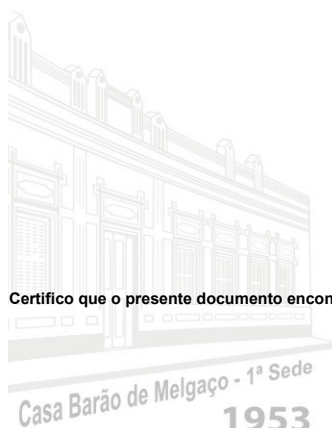 Certifico que o presente documento encon
Casa Barão de Melgaço - 1ª Sede
1953